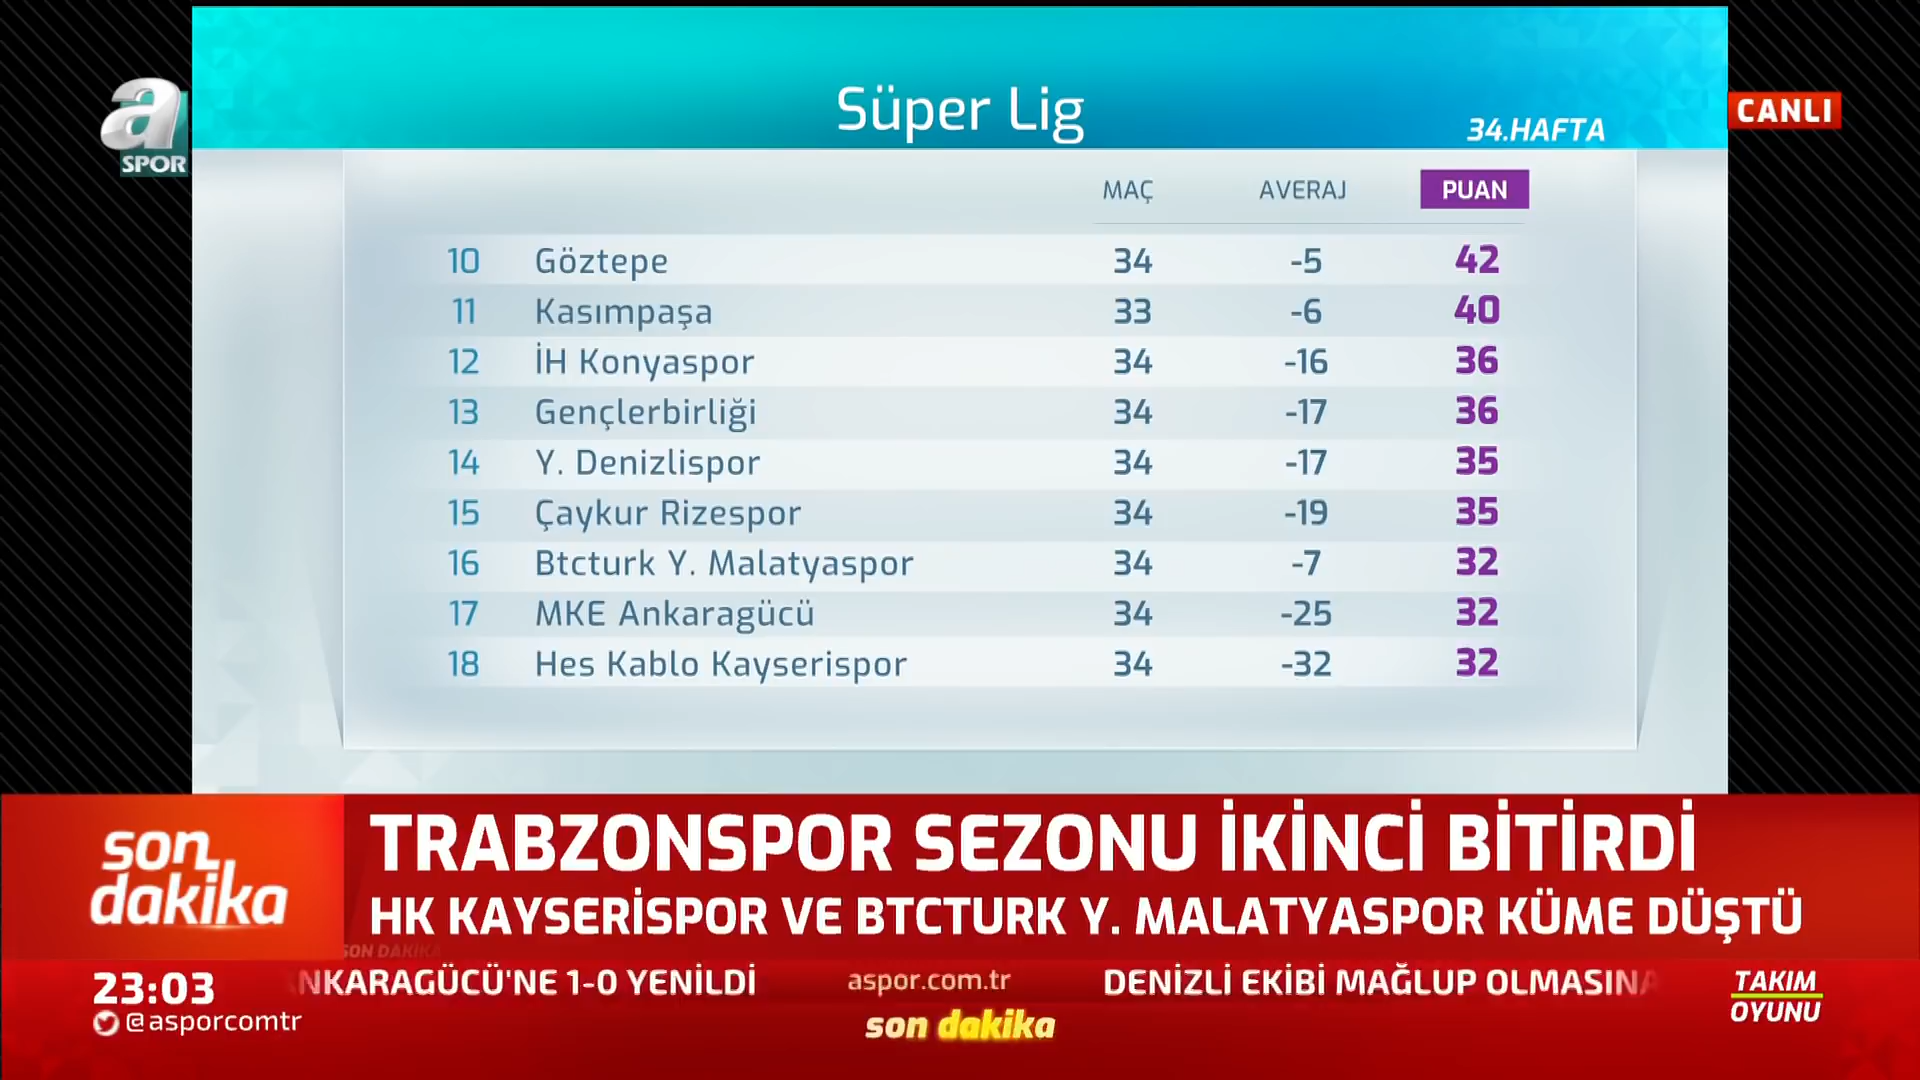 a
SPOR
Süper Lig
34.HAFTA
CANLI
MAÇ AVERAJ PUAN
10 Göztepe 34 -5 42
11 Kasımpaşa 33 -6 40
12 İH Konyaspor 34 -16 36
13 Gençlerbirliği 34 -17 36
14 Y. Denizlispor 34 -17 35
15 Çaykur Rizespor 34 -19 35
16 Btcturk Y. Malatyaspor 34 -7 32
17 MKE Ankaragücü 34 -25 32
18 Hes Kablo Kayserispor 34 -32 32
son dakika
TRABZONSPOR SEZONU İKİNCİ BİTİRDİ
HK KAYSERİSPOR VE BTCTURK Y. MALATYASPOR KÜME DÜŞTÜ
SON DAKİKA
23:03
@asporcomtr
NKARAGÜCÜ'NE 1-0 YENİLDİ
aspor.com.tr
DENİZLİ EKİBİ MAĞLUP OLMASINA
son dakika
TAKIM
OYUNU